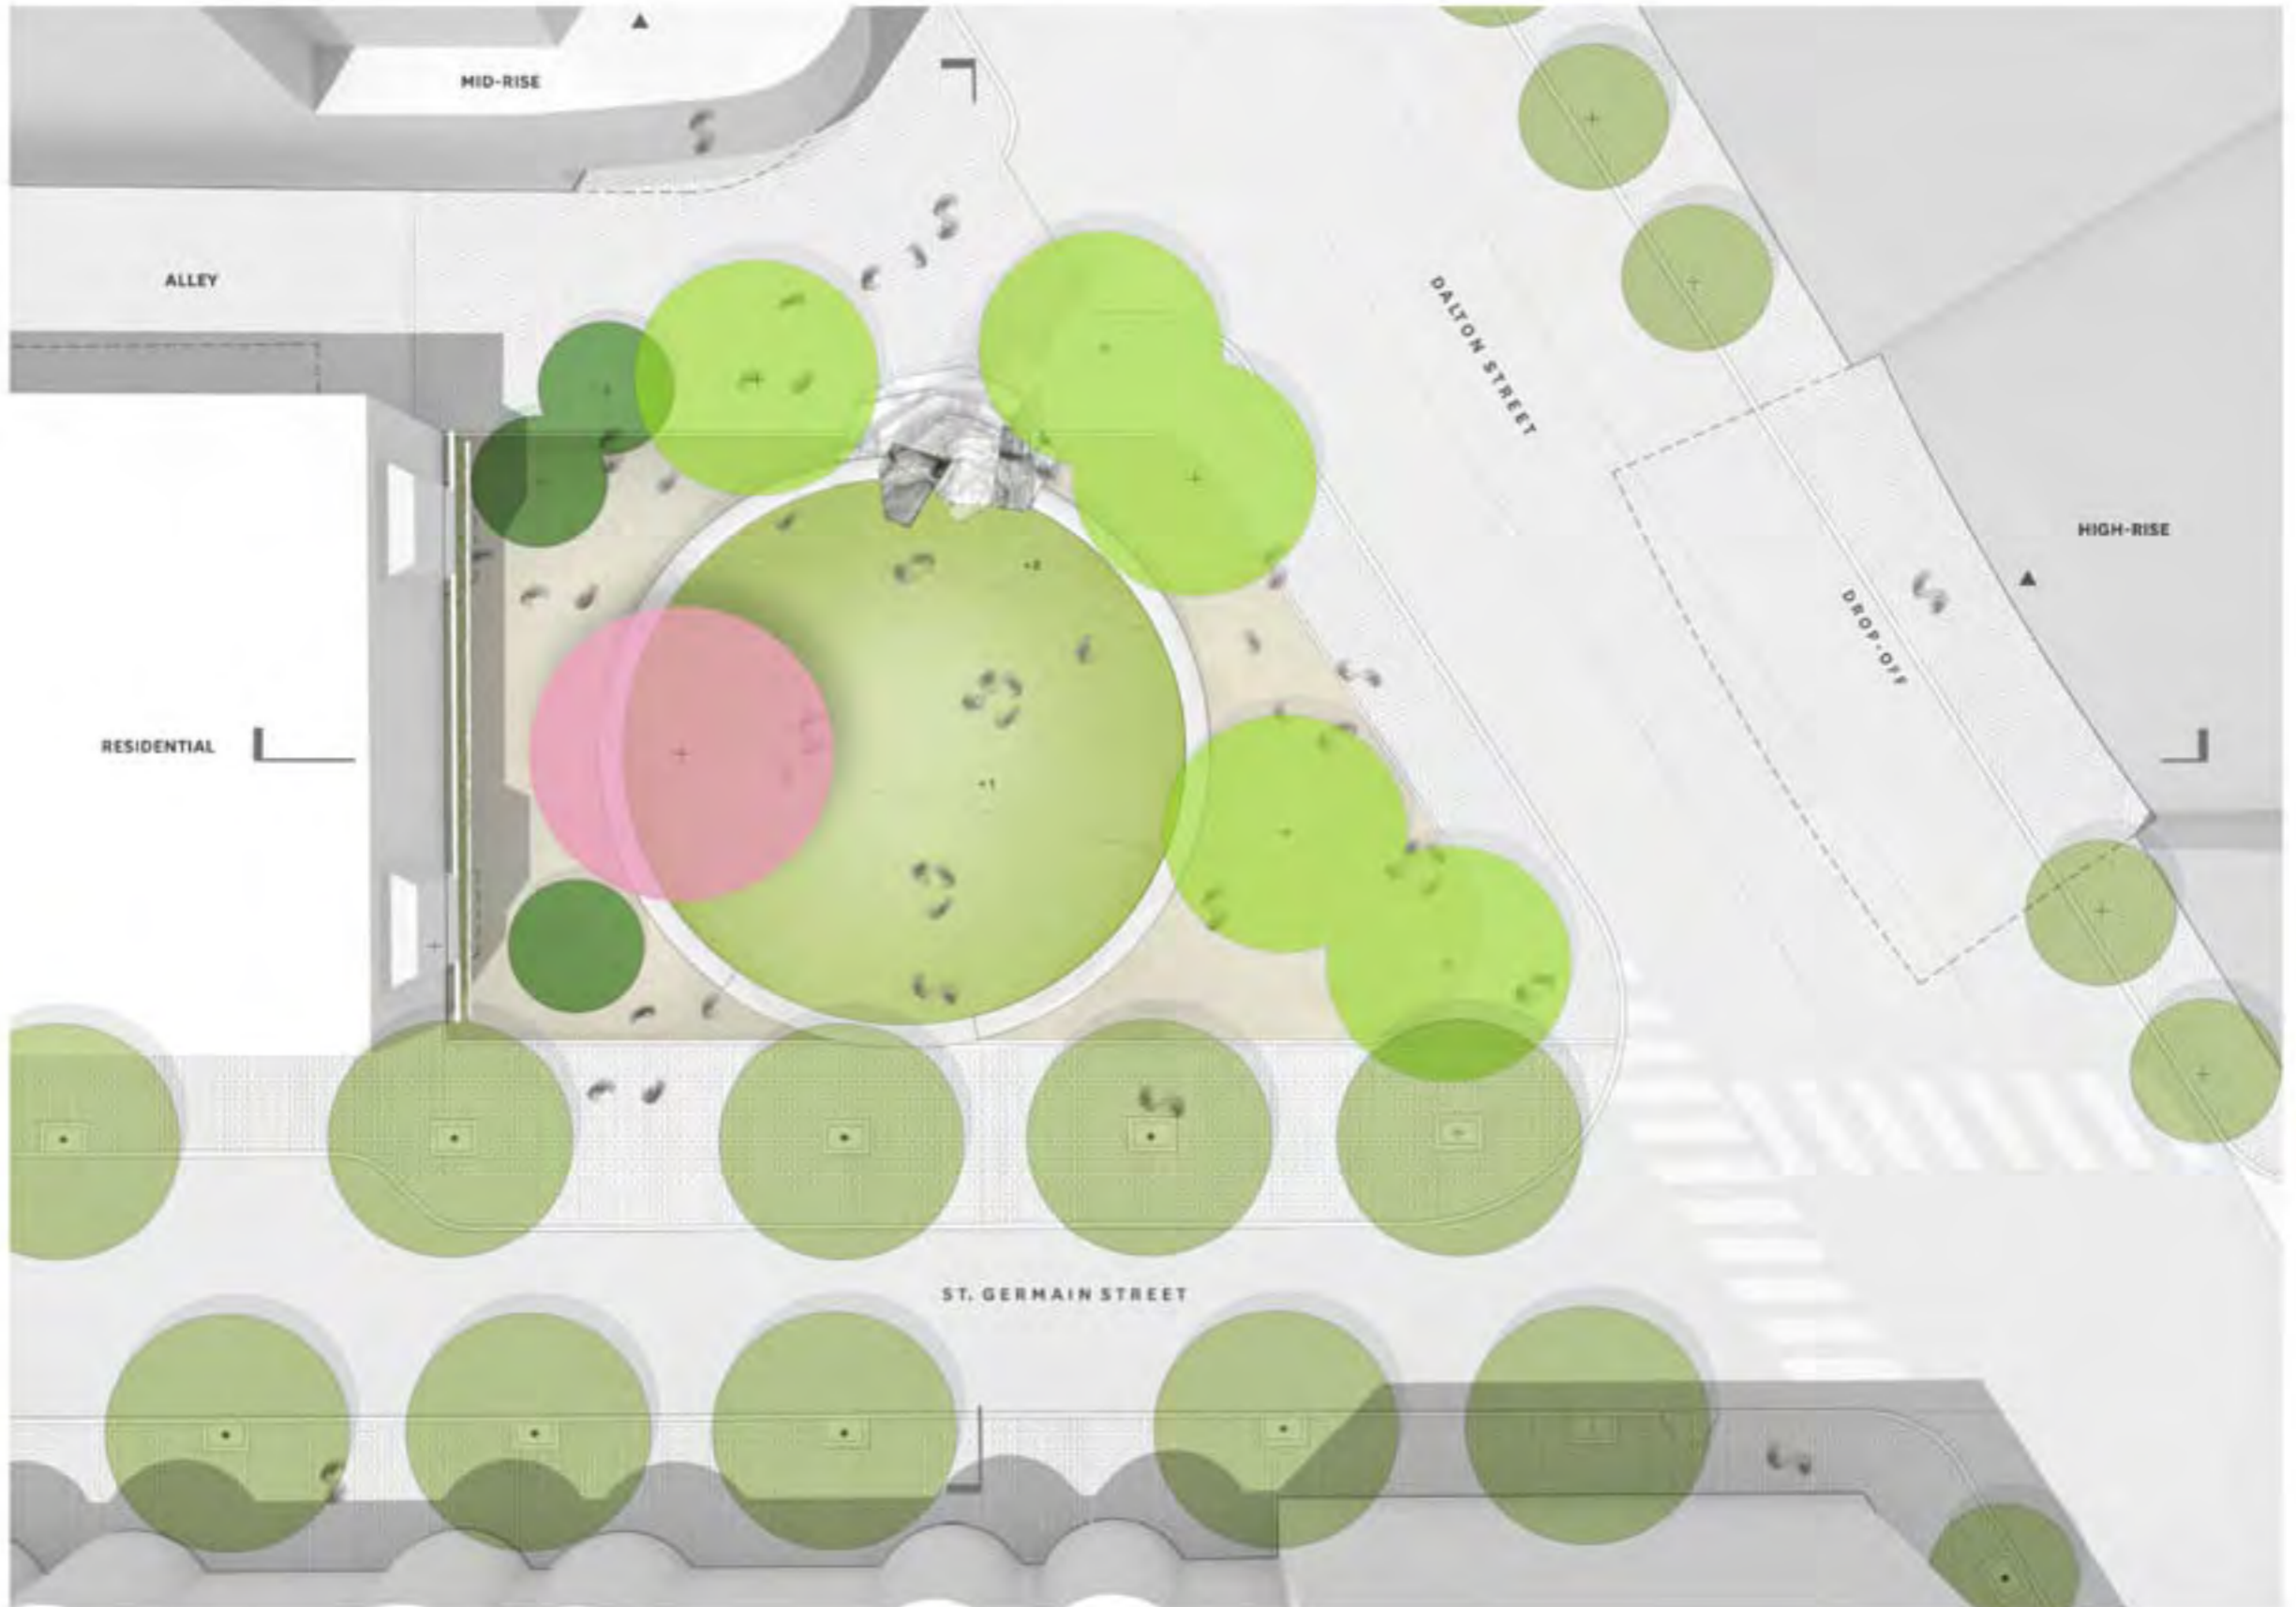 MID-RISE
ALLEY
DALTON STREET
HIGH-RISE
DROP-OFF
RESIDENTIAL
+2
+1
ST. GERMAIN STREET